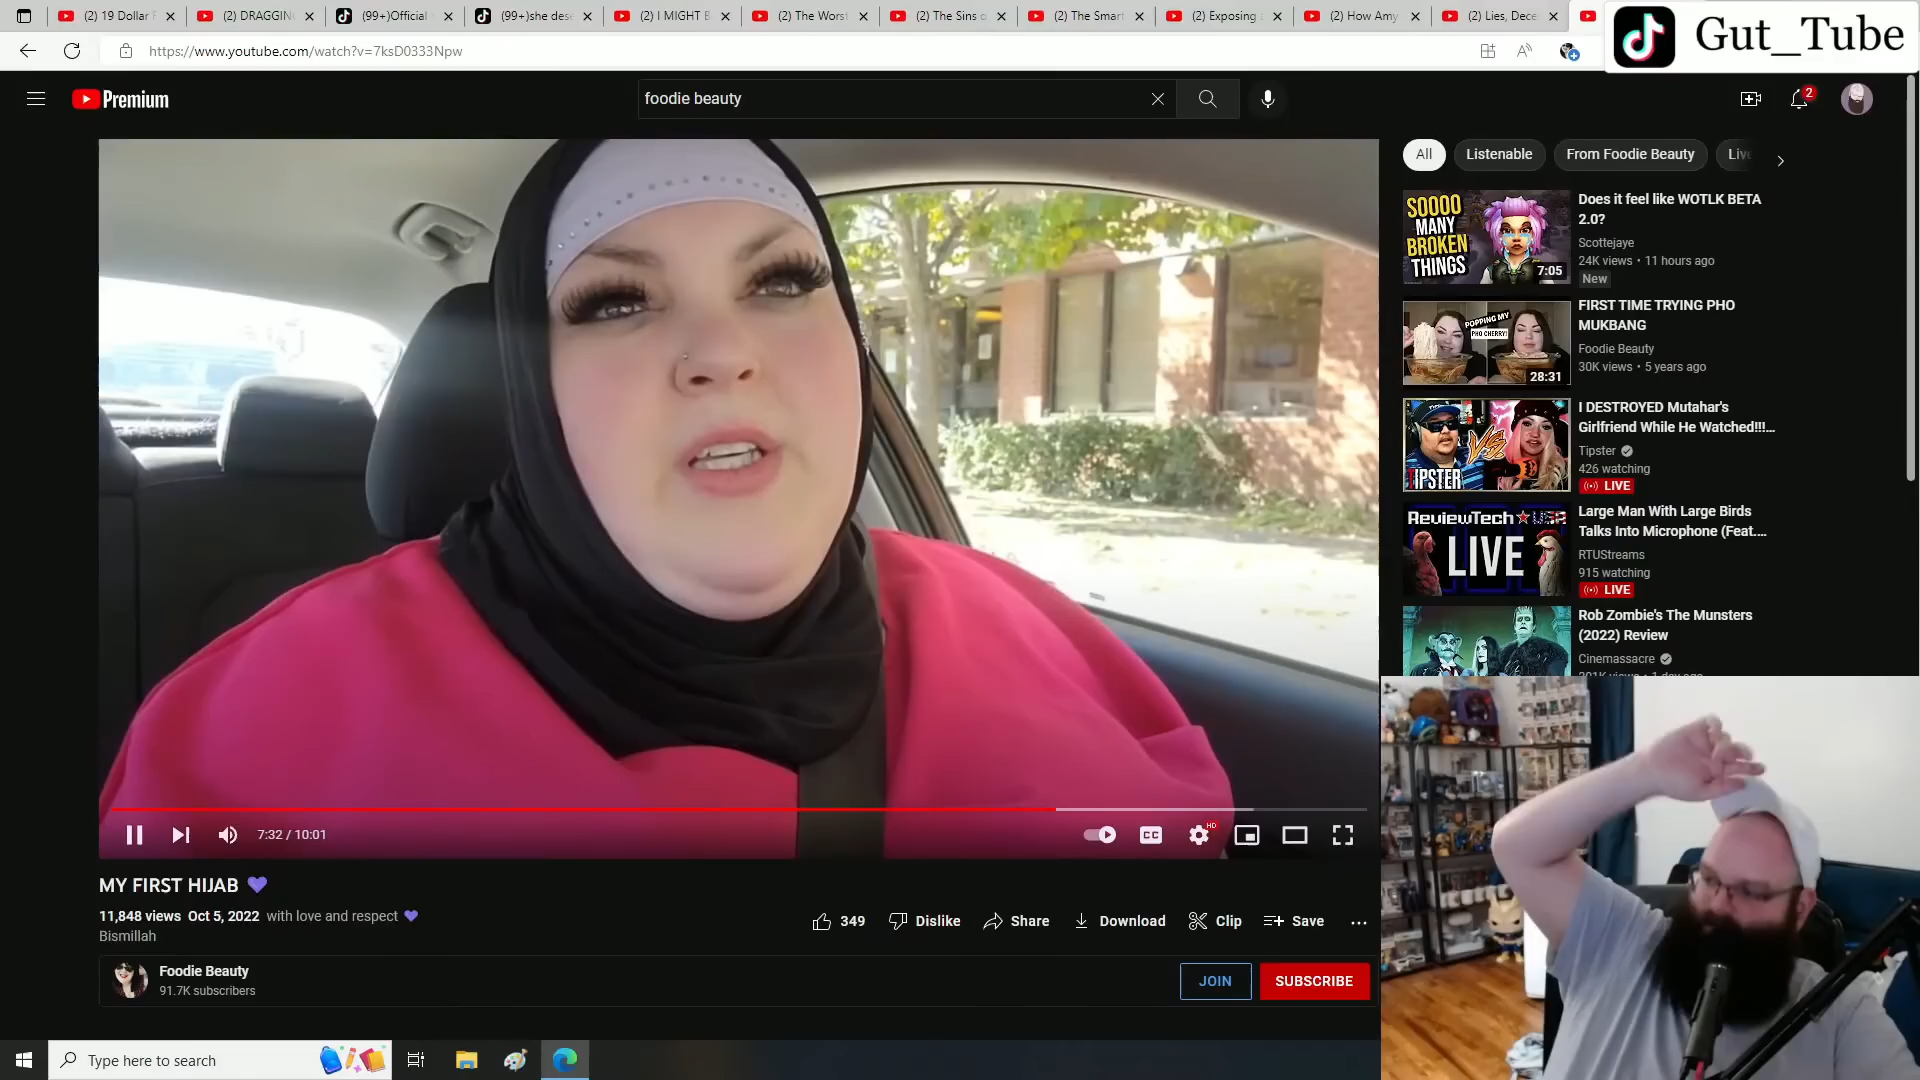 (2) 19 Dollar F
(2) DRAGGIN
(99+)Official
(99+)she des
(2) I MIGHT B
(2) The Worst
(2) The Sins o
(2) The Smar
(2) Exposing
(2) How Amy
(2) Lies, Dece
Gut_Tube
https://www.youtube.com/watch?v=7ksD0333Npw
Premium
foodie beauty
2
All
Listenable
From Foodie Beauty
Live
SOOOO
MANY
BROKEN
THINGS
7:05
Does it feel like WOTLK BETA
2.0?
Scottejaye
24K views • 11 hours ago
New
POPPING MY
PHO CHERRY!
28:31
FIRST TIME TRYING PHO
MUKBANG
Foodie Beauty
30K views • 5 years ago
VS
TIPSTER
I DESTROYED Mutahar's
Girlfriend While He Watched!!!...
Tipster
426 watching
LIVE
ReviewTech USA
LIVE
Large Man With Large Birds
Talks Into Microphone (Feat....
RTUStreams
915 watching
LIVE
Rob Zombie's The Munsters
(2022) Review
Cinemassacre
7:32 / 10:01
CC
HD
MY FIRST HIJAB 💜
11,848 views Oct 5, 2022 with love and respect 💜
Bismillah
349
Dislike
Share
Download
Clip
Save
...
Foodie Beauty
91.7K subscribers
JOIN
SUBSCRIBE
Type here to search